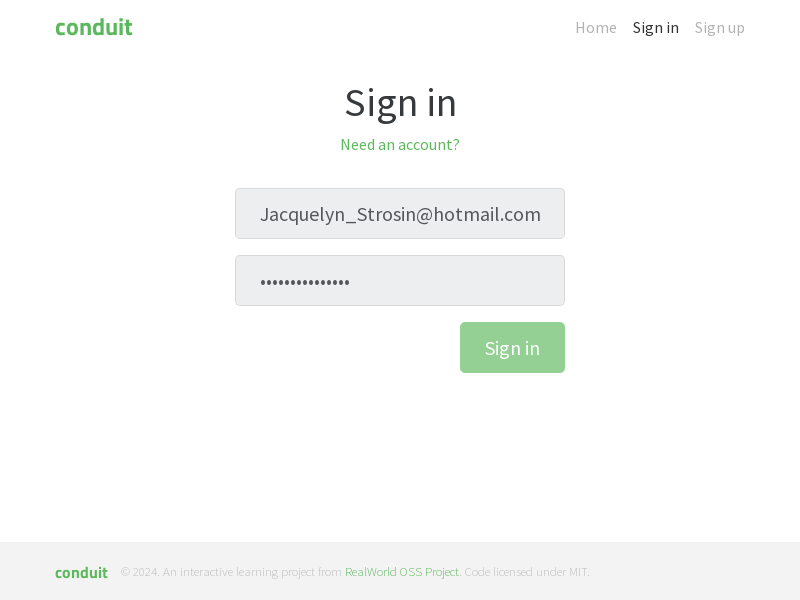 conduit
Home Sign in Sign up
Sign in
Need an account?
Jacquelyn_Strosin@hotmail.com
•••••••••••••••
Sign in
conduit © 2024. An interactive learning project from RealWorld OSS Project. Code licensed under MIT.